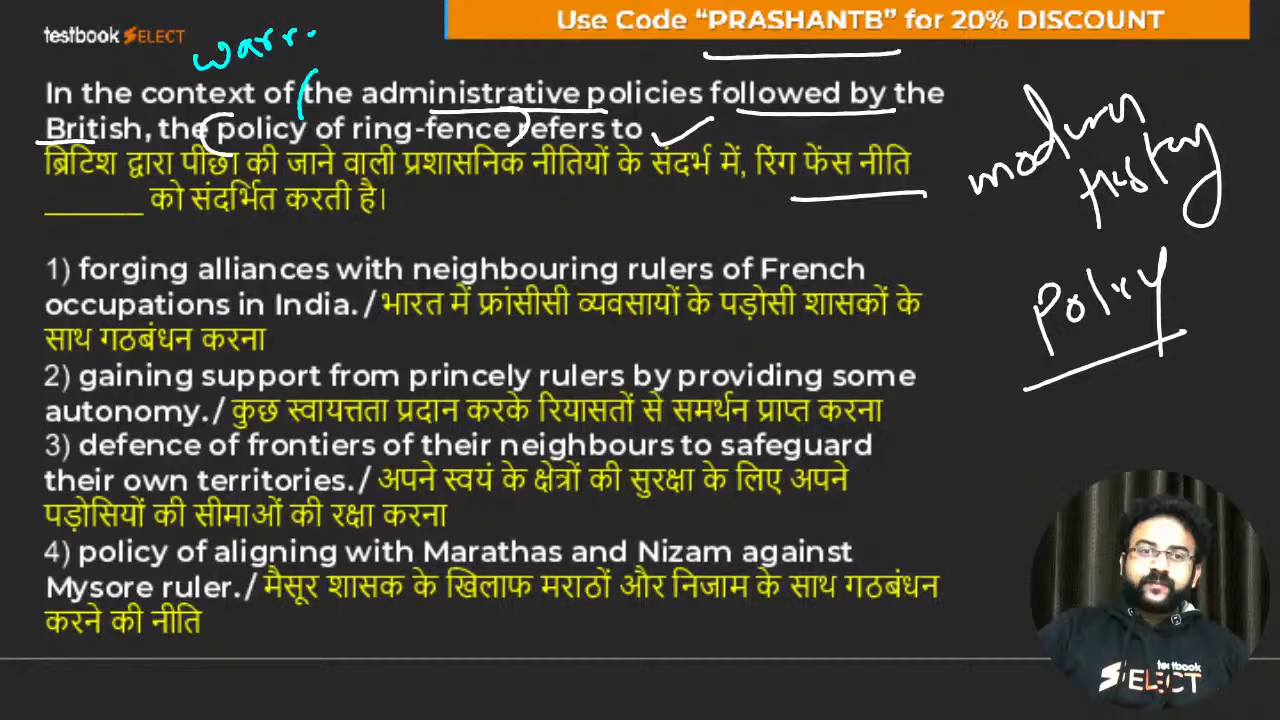 Use Code “PRASHANTB” for 20% DISCOUNT
testbook SELECT
warr.
In the context of the administrative policies followed by the
British, the policy of ring-fence refers to
ब्रिटिश द्वारा पीछा की जाने वाली प्रशासनिक नीतियों के संदर्भ में, रिंग फेंस नीति
_______ को संदर्भित करती है।
modern
History
Policy
1) forging alliances with neighbouring rulers of French
occupations in India. / भारत में फ्रांसीसी व्यवसायों के पड़ोसी शासकों के
साथ गठबंधन करना
2) gaining support from princely rulers by providing some
autonomy. / कुछ स्वायत्तता प्रदान करके रियासतों से समर्थन प्राप्त करना
3) defence of frontiers of their neighbours to safeguard
their own territories. / अपने स्वयं के क्षेत्रों की सुरक्षा के लिए अपने
पड़ोसियों की सीमाओं की रक्षा करना
4) policy of aligning with Marathas and Nizam against
Mysore ruler. / मैसूर शासक के खिलाफ मराठों और निजाम के साथ गठबंधन
करने की नीति
testbook
SELECT